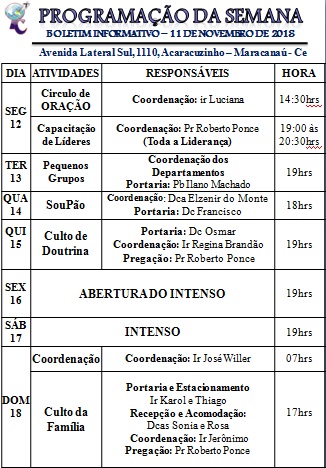 PROGRAMAÇÃO DA SEMANA
BOLETIM INFORMATIVO – 11 DE NOVEMBRO DE 2018
Avenida Lateral Sul, 1110, Acaracuzinho – Maracanaú - Ce
DIA ATIVIDADES RESPONSÁVEIS HORA
SEG 12
Circulo de ORAÇÃO
Coordenação: ir Luciana
14:30hrs
Capacitação de Líderes
Coordenação: Pr Roberto Ponce
(Toda a Liderança)
19:00 às 20:30hrs
TER 13
Pequenos Grupos
Coordenação dos
Departamentos
Portaria: Pb Ilano Machado
19hrs
QUA 14
SouPão
Coordenação: Dca Elzenir do Monte
Portaria: Dc Francisco
18hrs
QUI 15
Culto de Doutrina
Portaria: Dc Osmar
Coordenação: Ir Regina Brandão
Pregação: Pr Roberto Ponce
19hrs
SEX 16
ABERTURA DO INTENSO
19hrs
SÁB 17
INTENSO
19hrs
DOM 18
Coordenação
Coordenação: Ir José Willer
07hrs
Culto da Família
Portaria e Estacionamento
Ir Karol e Thiago
Recepção e Acomodação:
Dcas Sonia e Rosa
Coordenação: Ir Jerônimo
Pregação: Pr Roberto Ponce
17hrs